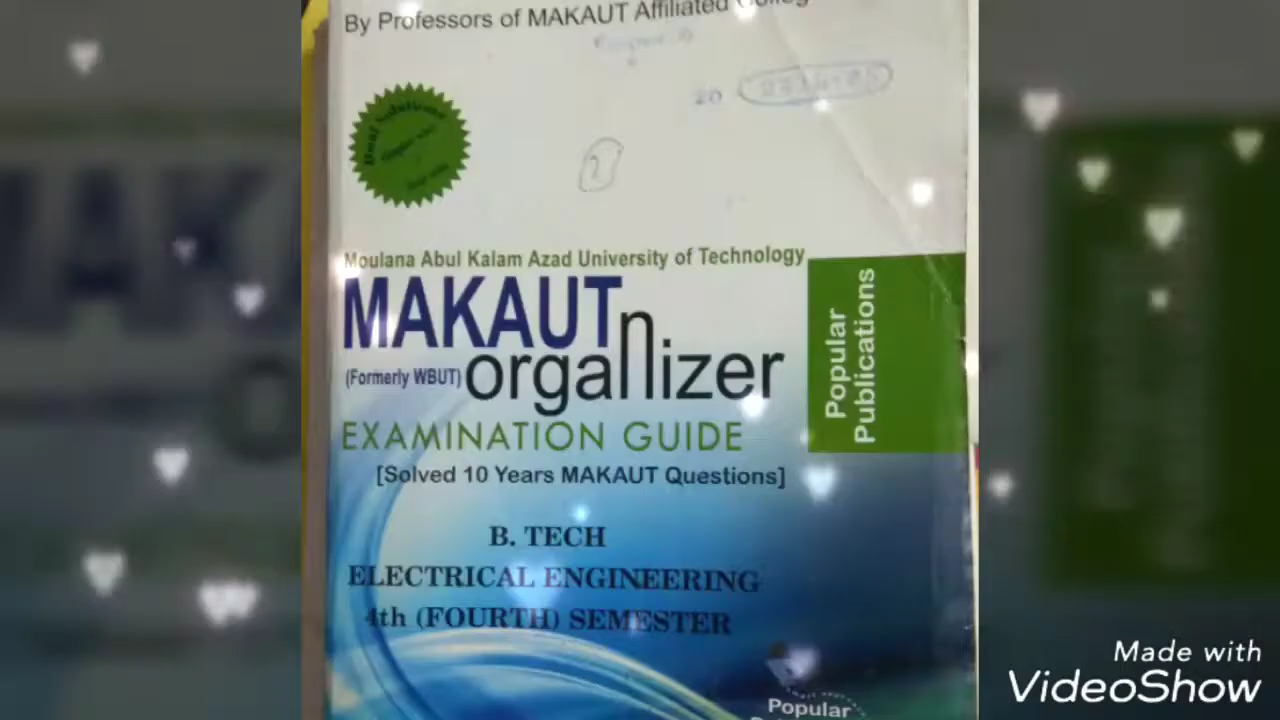 By Professors of MAKAUT Affiliated
20
Moulana Abul Kalam Azad University of Technology
MAKAUT
(Formerly WBUT) organizer
EXAMINATION GUIDE
[Solved 10 Years MAKAUT Questions]
B. TECH
ELECTRICAL ENGINEERING
4th (FOURTH) SEMESTER
Popular
Publications
Popular
Made with
VideoShow